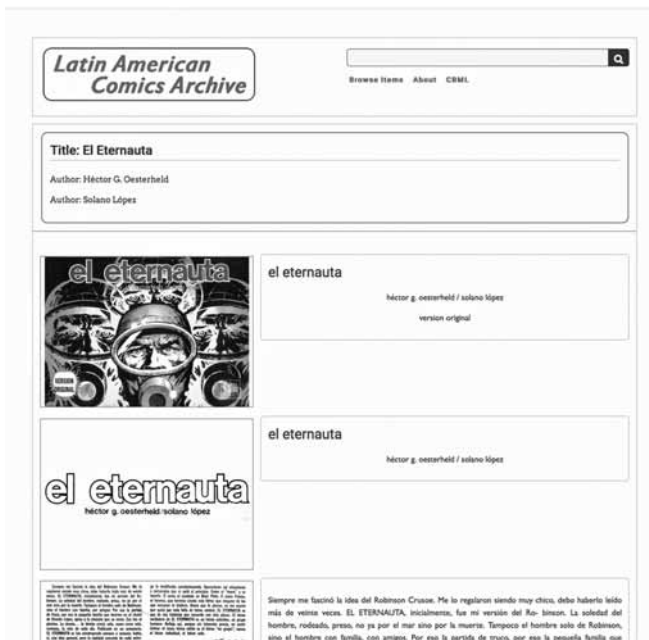 Latin American
Comics Archive
Browse Items About CBML
Title: El Eternauta
Author: Héctor G. Oesterheld
Author: Solano López
el eternauta
VERSION
ORIGINAL
el eternauta
héctor g. oesterheld / solano lópez
version original
el eternauta
héctor g. oesterheld/solano lópez
el eternauta
héctor g. oesterheld / solano lópez
Siempre me fascinó la idea del Robinson Crusoe. Me lo regalaron siendo muy chico, debo haberlo leído
más de veinte veces. EL ETERNAUTA, inicialmente, fue mi versión del Ro- binson. La soledad del
hombre, rodeado, preso, no ya por el mar sino por la muerte. Tampoco el hombre solo de Robinson,
sino el hombre con familia, con amigos. Por eso la partida de truco, por eso la pequeña familia que